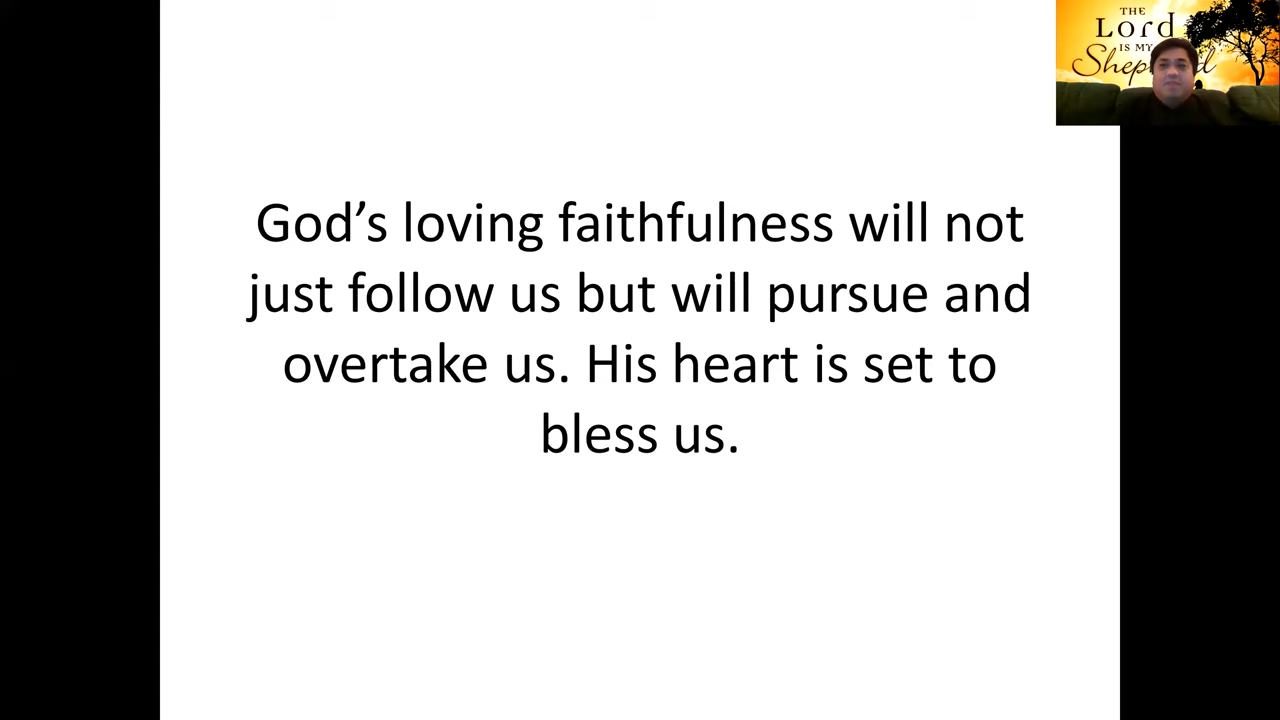 THE
Lord
IS MY
God’s loving faithfulness will not
just follow us but will pursue and
overtake us. His heart is set to
bless us.